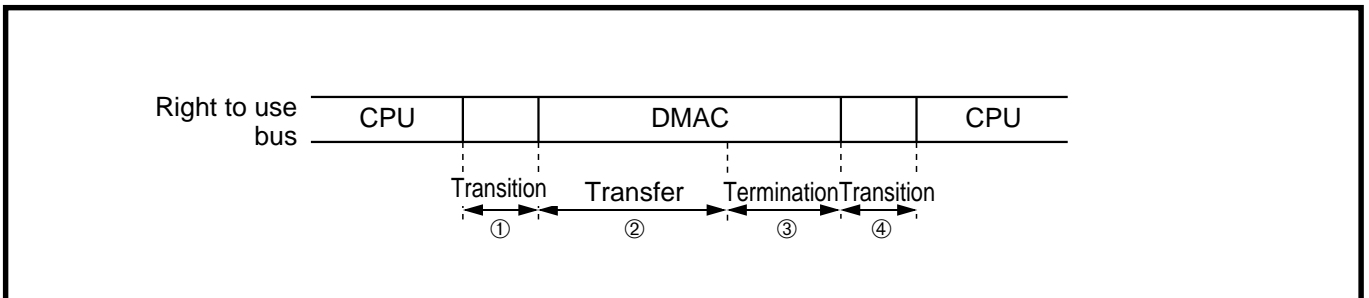 Right to use
bus
CPU
DMAC
CPU
Transition
Transfer
Termination
Transition
①
②
③
④